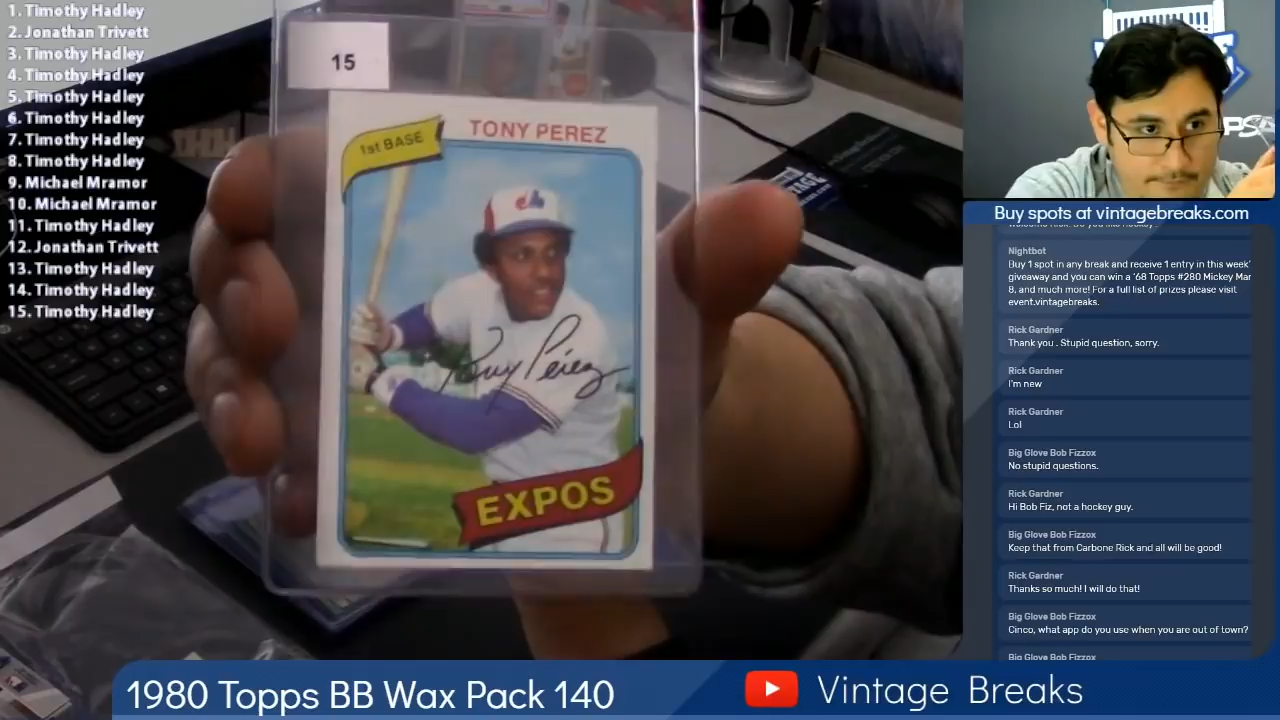 1. Timothy Hadley
2. Jonathan Trivett
3. Timothy Hadley
4. Timothy Hadley
5. Timothy Hadley
6. Timothy Hadley
7. Timothy Hadley
8. Timothy Hadley
9. Michael Mramor
10. Michael Mramor
11. Timothy Hadley
12. Jonathan Trivett
13. Timothy Hadley
14. Timothy Hadley
15. Timothy Hadley
15
1st BASE
TONY PEREZ
Tony Pérez
EXPOS
PSA
Buy spots at vintagebreaks.com
Nightbot
Buy 1 spot in any break and receive 1 entry in this week'
giveaway and you can win a '68 Topps #280 Mickey Man
8, and much more! For a full list of prizes please visit
event.vintagebreaks.
Rick Gardner
Thank you . Stupid question, sorry.
Rick Gardner
I'm new
Rick Gardner
Lol
Big Glove Bob Fizzox
No stupid questions.
Rick Gardner
Hi Bob Fiz, not a hockey guy.
Big Glove Bob Fizzox
Keep that from Carbone Rick and all will be good!
Rick Gardner
Thanks so much! I will do that!
Big Glove Bob Fizzox
Cinco, what app do you use when you are out of town?
Big Glove Bob Fizzox
1980 Topps BB Wax Pack 140
Vintage Breaks